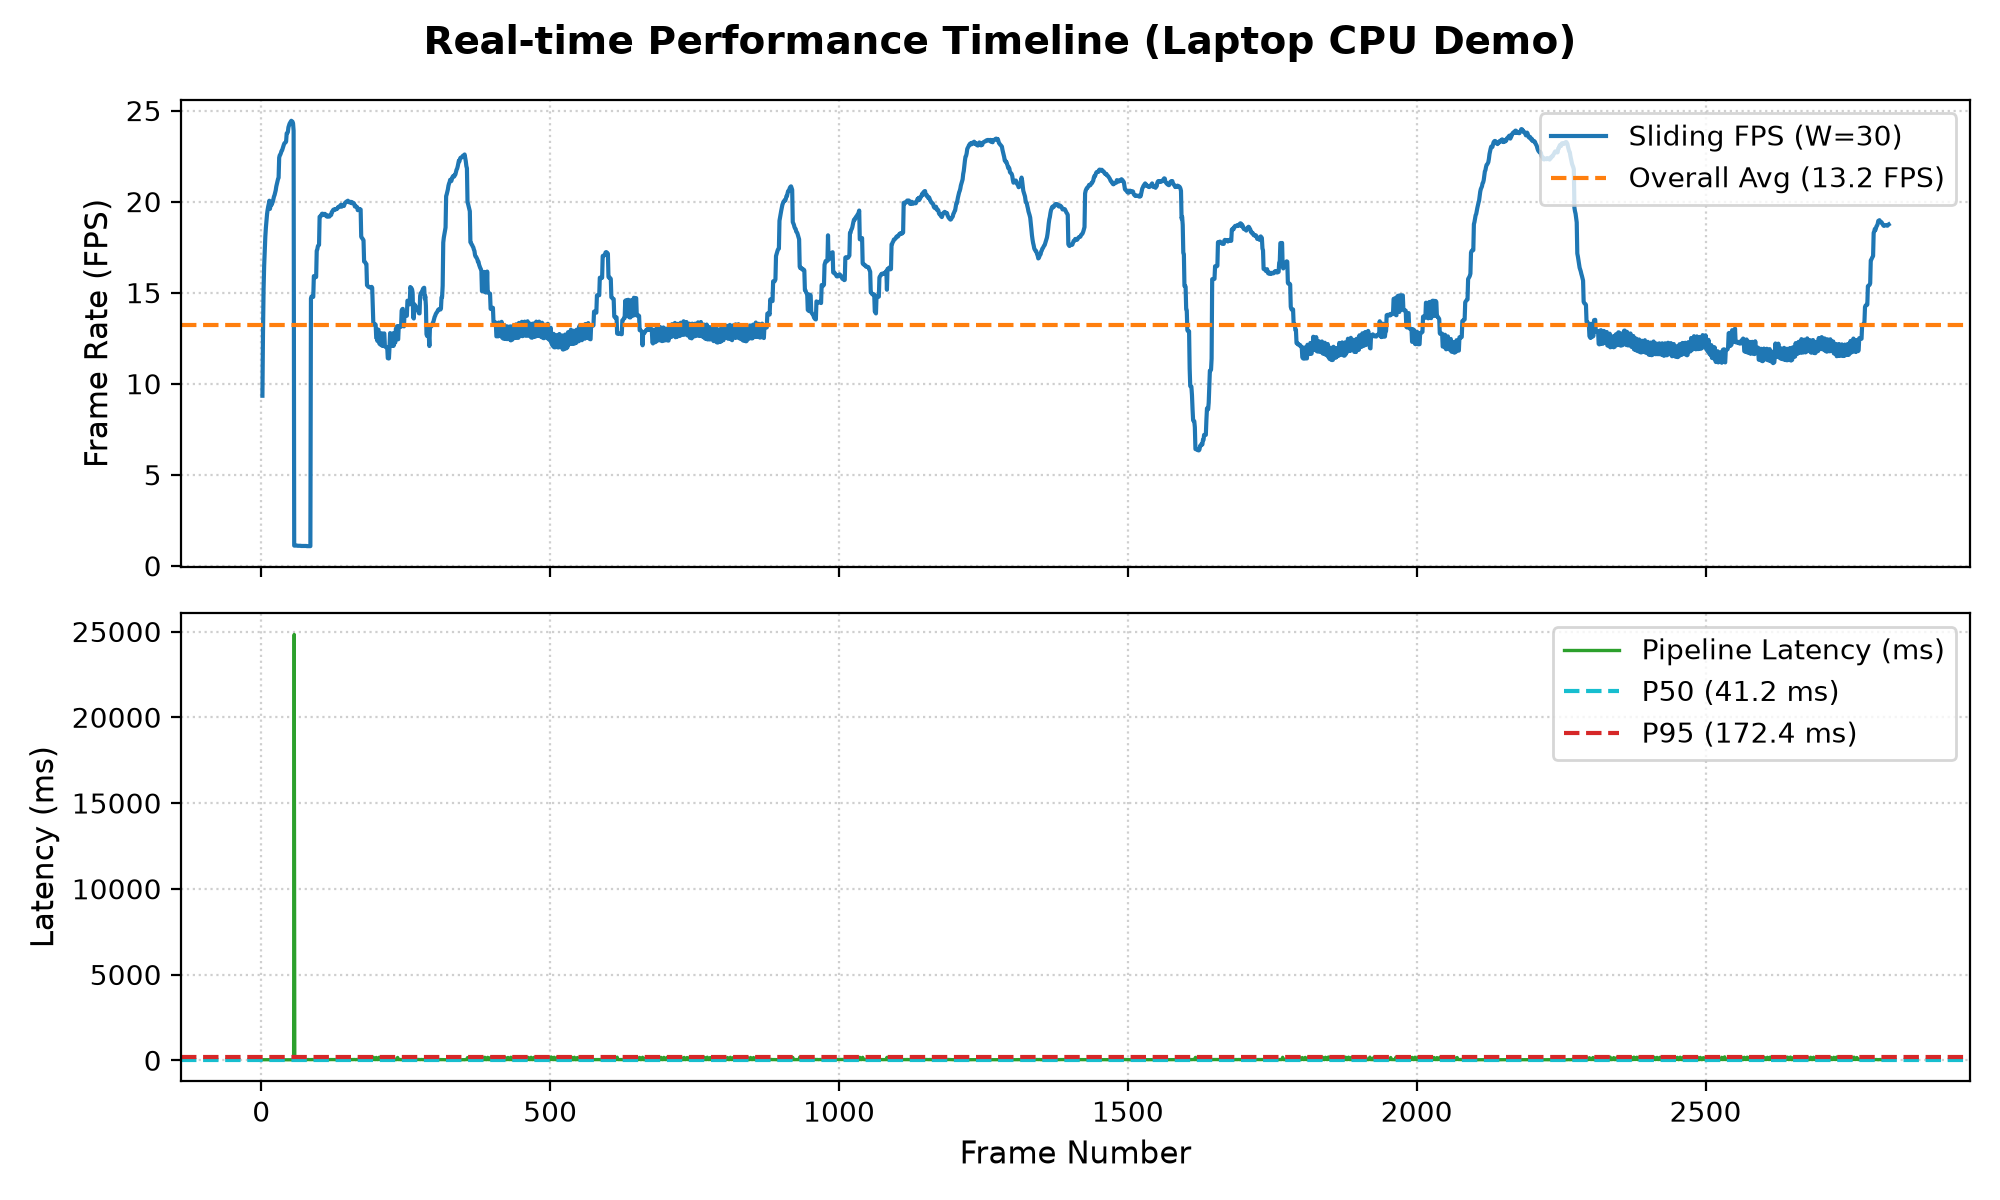 Real-time Performance Timeline (Laptop CPU Demo)
25
20
15
10
5
0
Frame Rate (FPS)
Sliding FPS (W=30)
Overall Avg (13.2 FPS)
25000
20000
15000
10000
5000
0
Latency (ms)
Pipeline Latency (ms)
P50 (41.2 ms)
P95 (172.4 ms)
0 500 1000 1500 2000 2500
Frame Number